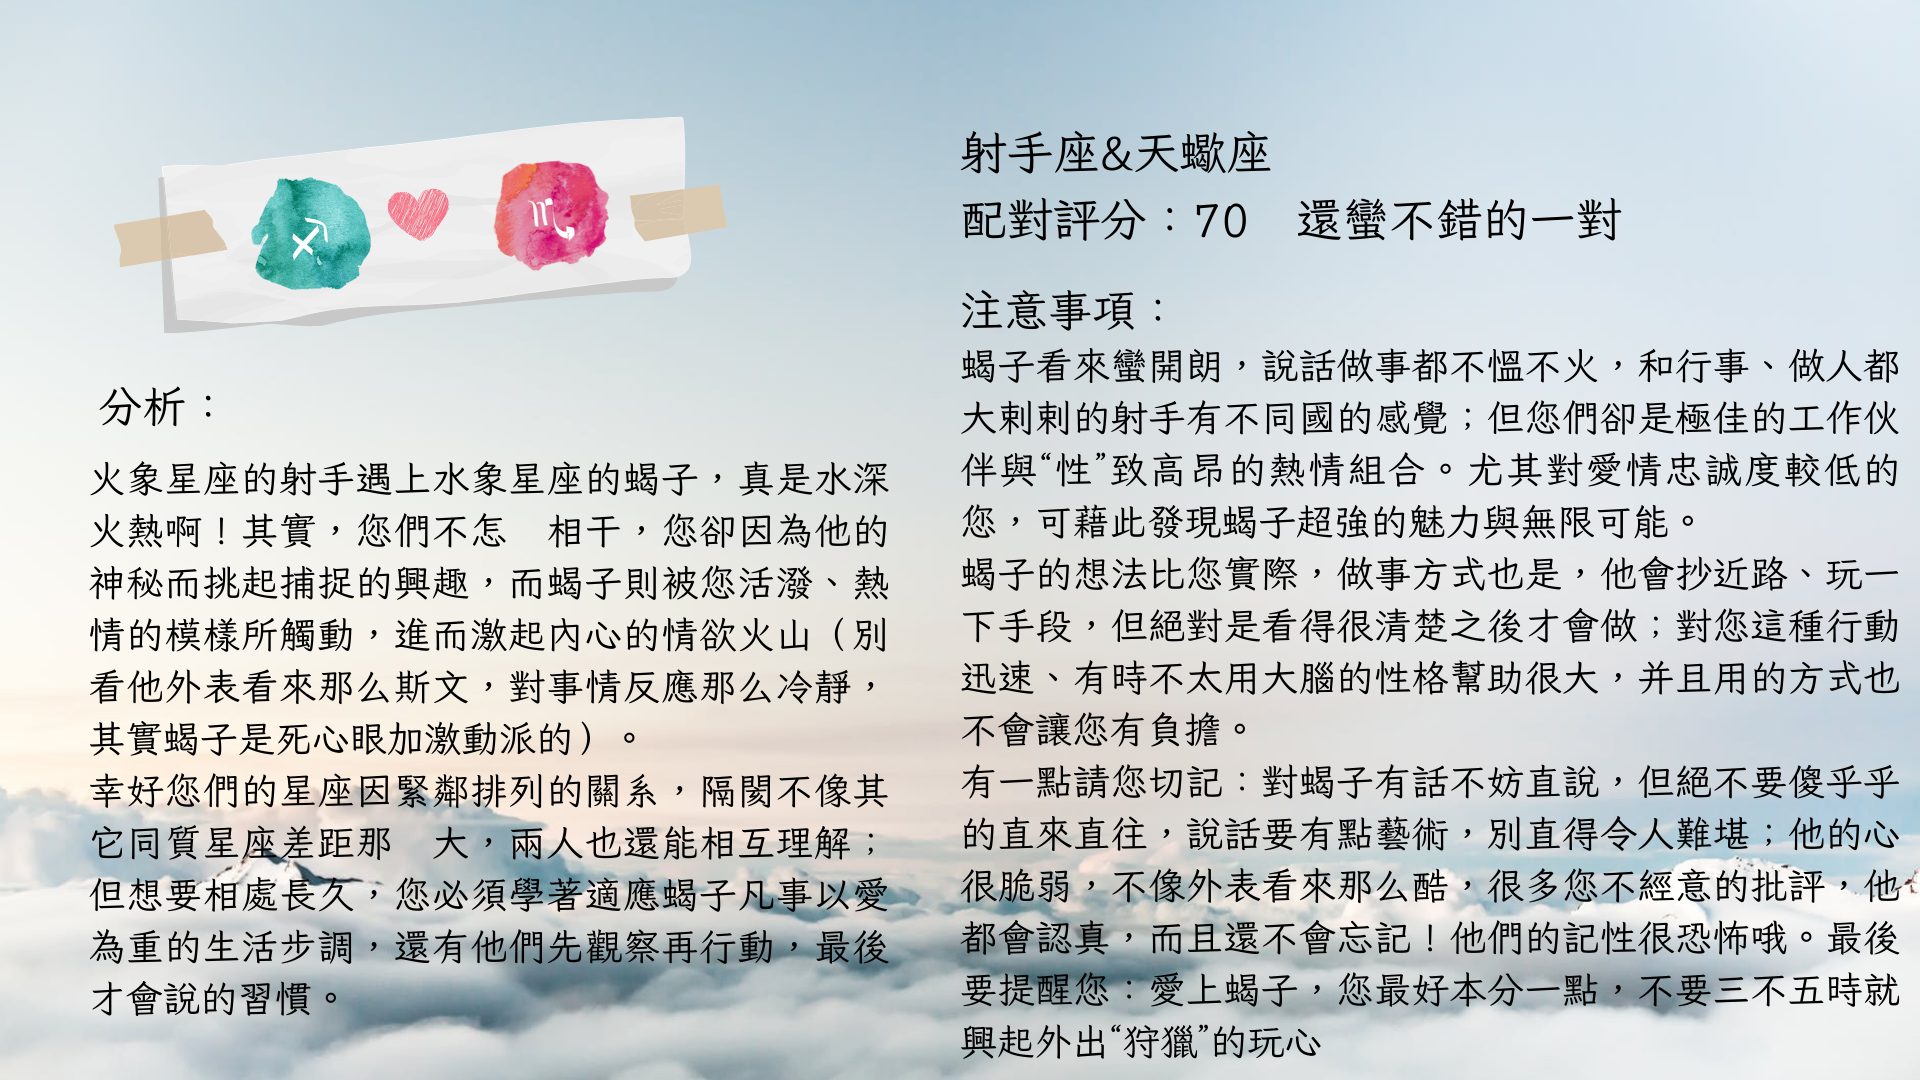 分析：
火象星座的射手遇上水象星座的蝎子，真是水深
火熱啊！其實，您們不怎　相干，您卻因為他的
神秘而挑起捕捉的興趣，而蝎子則被您活潑、熱
情的模樣所觸動，進而激起內心的情欲火山（別
看他外表看來那么斯文，對事情反應那么冷靜，
其實蝎子是死心眼加激動派的）。
幸好您們的星座因緊鄰排列的關系，隔閡不像其
它同質星座差距那　大，兩人也還能相互理解；
但想要相處長久，您必須學著適應蝎子凡事以愛
為重的生活步調，還有他們先觀察再行動，最後
才會說的習慣。
射手座&天蠍座
配對評分：70　還蠻不錯的一對
注意事項：
蝎子看來蠻開朗，說話做事都不慍不火，和行事、做人都
大剌剌的射手有不同國的感覺；但您們卻是極佳的工作伙
伴與“性”致高昂的熱情組合。尤其對愛情忠誠度較低的
您，可藉此發現蝎子超強的魅力與無限可能。
蝎子的想法比您實際，做事方式也是，他會抄近路、玩一
下手段，但絕對是看得很清楚之後才會做；對您這種行動
迅速、有時不太用大腦的性格幫助很大，并且用的方式也
不會讓您有負擔。
有一點請您切記：對蝎子有話不妨直說，但絕不要傻乎乎
的直來直往，說話要有點藝術，別直得令人難堪；他的心
很脆弱，不像外表看來那么酷，很多您不經意的批評，他
都會認真，而且還不會忘記！他們的記性很恐怖哦。最後
要提醒您：愛上蝎子，您最好本分一點，不要三不五時就
興起外出“狩獵”的玩心